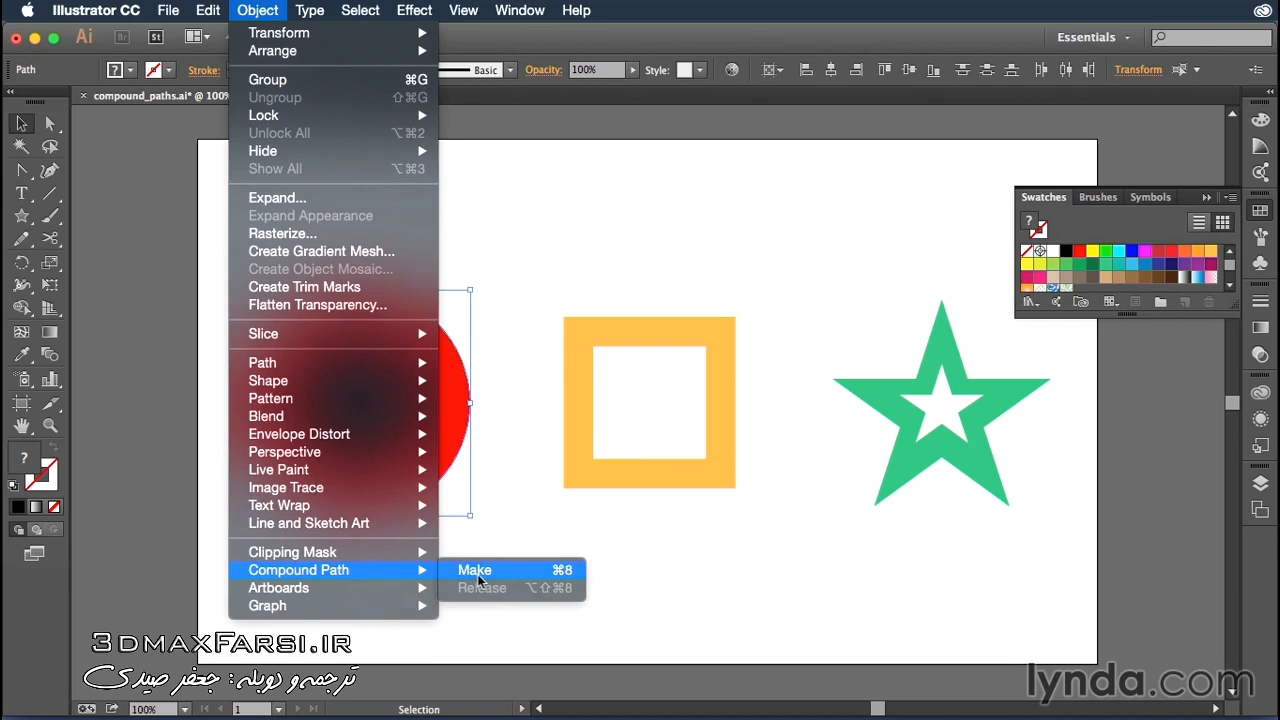 Illustrator CC File Edit Object Type Select Effect View Window Help
Ai Br St Essentials
Path ? Stroke: Basic Opacity: 100% Style: Transform
× compound_paths.ai* @ 100%
Transform
Arrange
Group ⌘G
Ungroup ⇧⌘G
Lock
Unlock All ⌥⌘2
Hide
Show All ⌥⌘3
Expand...
Expand Appearance
Rasterize...
Create Gradient Mesh...
Create Object Mosaic...
Create Trim Marks
Flatten Transparency...
Slice
Path
Shape
Pattern
Blend
Envelope Distort
Perspective
Live Paint
Image Trace
Text Wrap
Line and Sketch Art
Clipping Mask
Compound Path
Artboards
Graph
Make ⌘8
Release ⌥⇧⌘8
Swatches Brushes Symbols
?
T
?
3DMAXFARSI.IR
ترجمه و دوبله : جعفر صیدی
lynda.com
100% 1 Selection